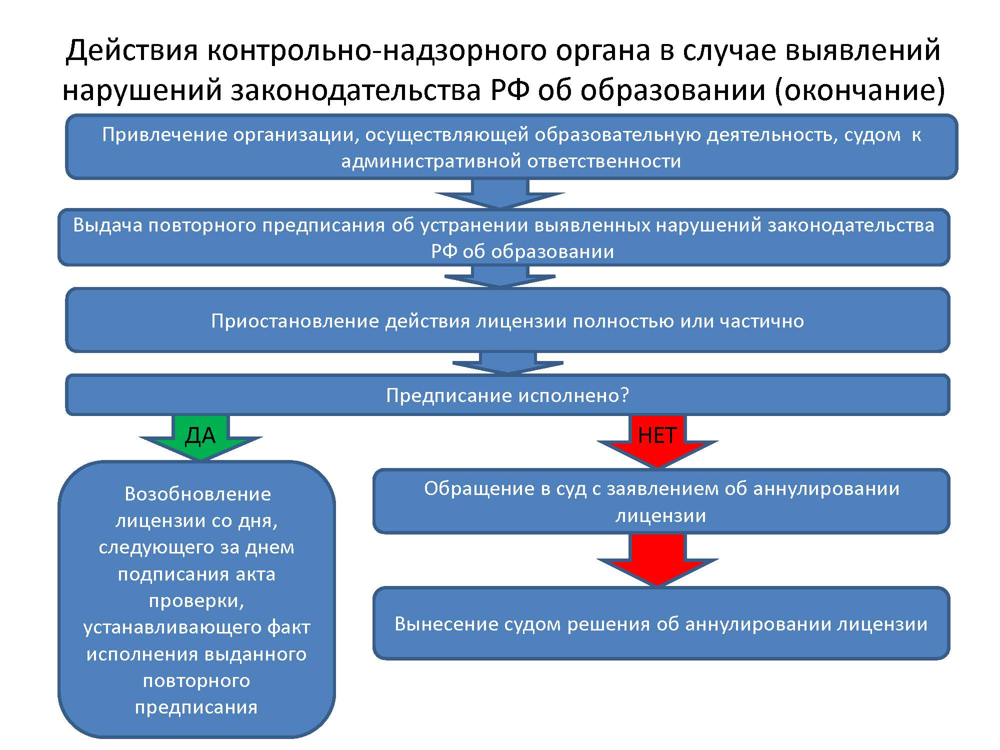 Действия контрольно-надзорного органа в случае выявлений
нарушений законодательства РФ об образовании (окончание)
Привлечение организации, осуществляющей образовательную деятельность, судом к
административной ответственности
Выдача повторного предписания об устранении выявленных нарушений законодательства
РФ об образовании
Приостановление действия лицензии полностью или частично
Предписание исполнено?
ДА
НЕТ
Возобновление
лицензии со дня,
следующего за днем
подписания акта
проверки,
устанавливающего факт
исполнения выданного
повторного
предписания
Обращение в суд с заявлением об аннулировании
лицензии
Вынесение судом решения об аннулировании лицензии